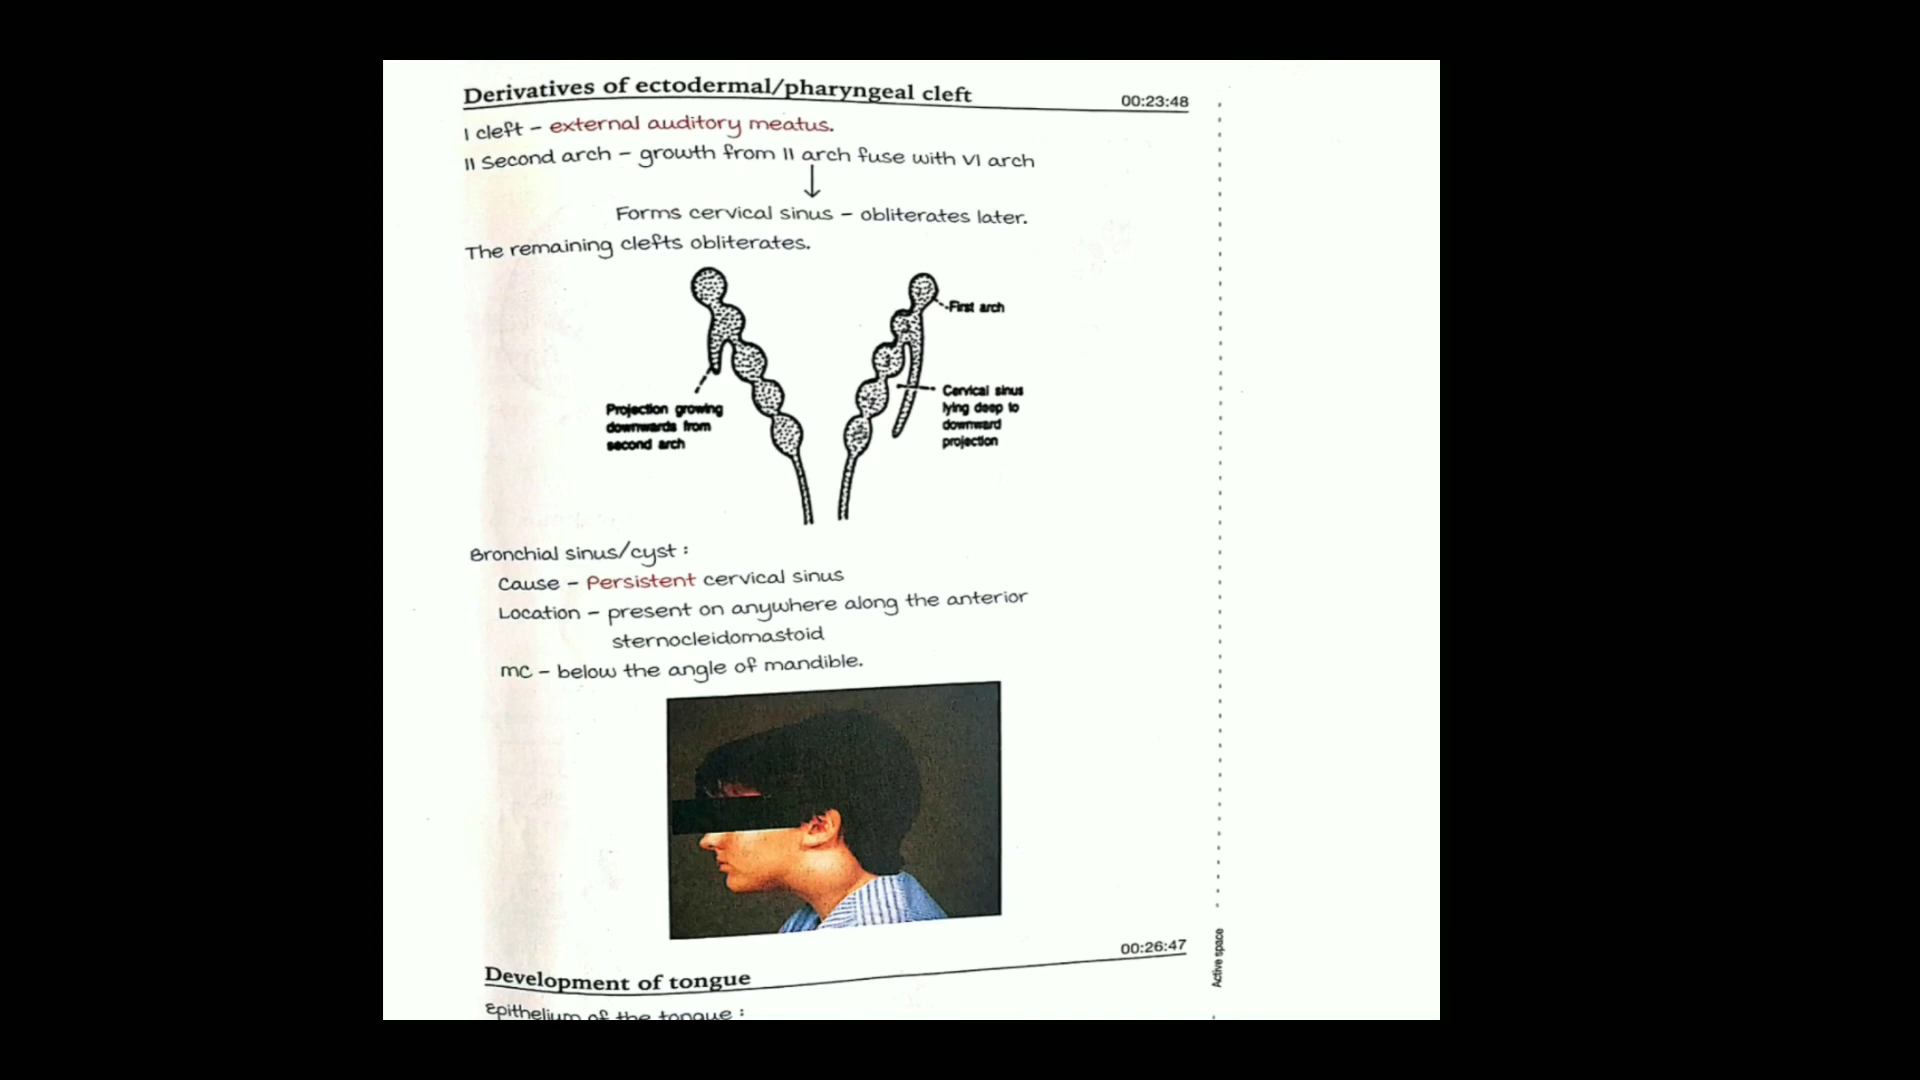 Derivatives of ectodermal/pharyngeal cleft
00:23:48
I cleft - external auditory meatus.
II Second arch - growth from II arch fuse with VI arch
↓
Forms cervical sinus - obliterates later.
The remaining clefts obliterates.
First arch
Projection growing
downwards from
second arch
Cervical sinus
lying deep to
downward
projection
Bronchial sinus/cyst :
Cause - Persistent cervical sinus
Location - present on anywhere along the anterior
sternocleidomastoid
mc - below the angle of mandible.
00:26:47
Development of tongue
Epithelium of the tongue :
Active space